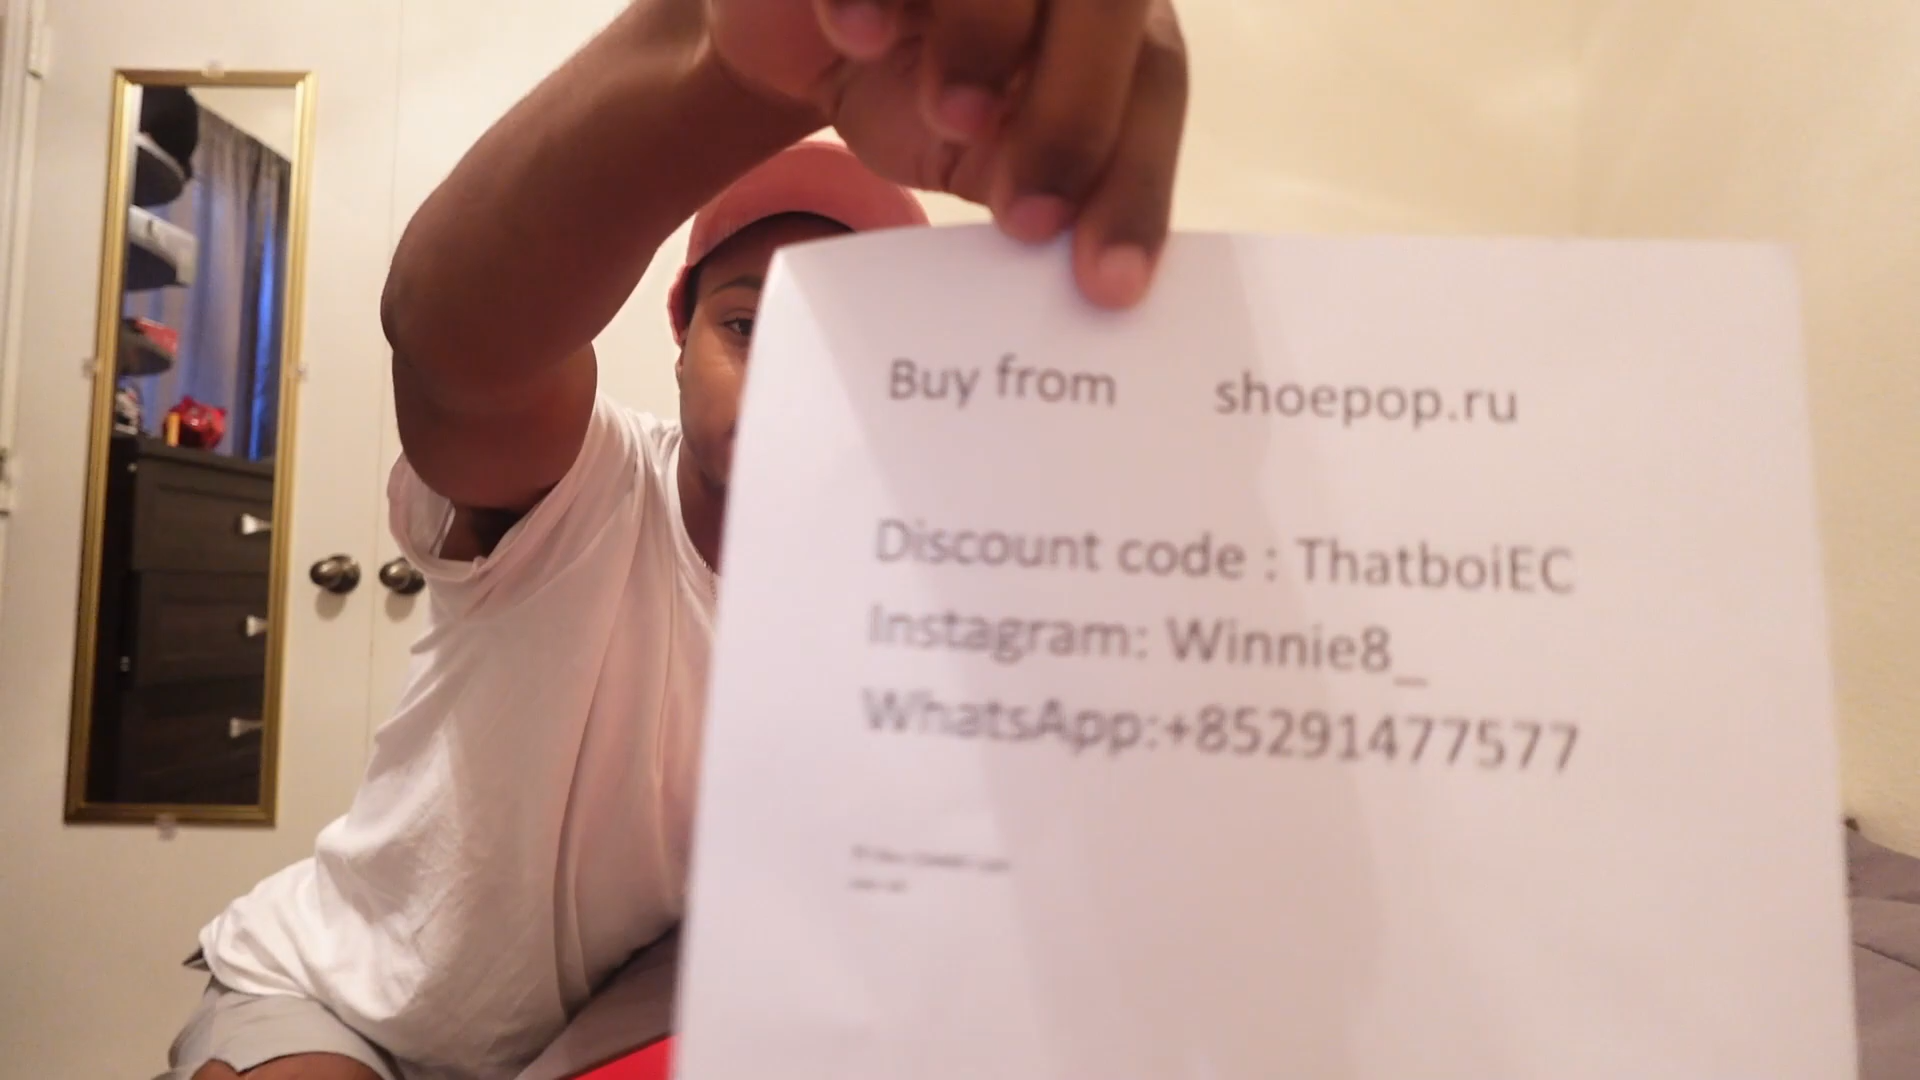 Buy from shoepop.ru
Discount code : ThatboiEC
Instagram: Winnie8_
WhatsApp:+85291477577